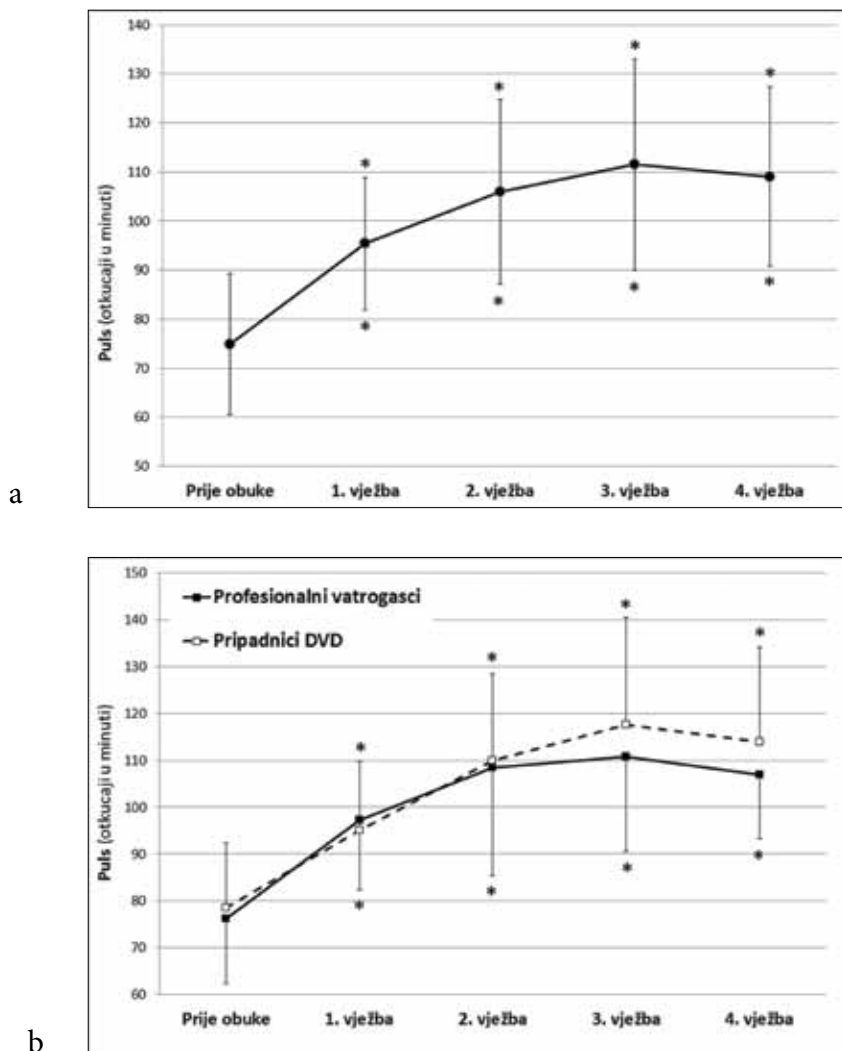 140
130
120
110
100
90
80
70
60
50
Puls (otkucaji u minuti)
* * * *
* * * *
Prije obuke 1. vježba 2. vježba 3. vježba 4. vježba
a
150
140
130
120
110
100
90
80
70
60
Puls (otkucaji u minuti)
Profesionalni vatrogasci
Pripadnici DVD
* * * *
* * * *
Prije obuke 1. vježba 2. vježba 3. vježba 4. vježba
b